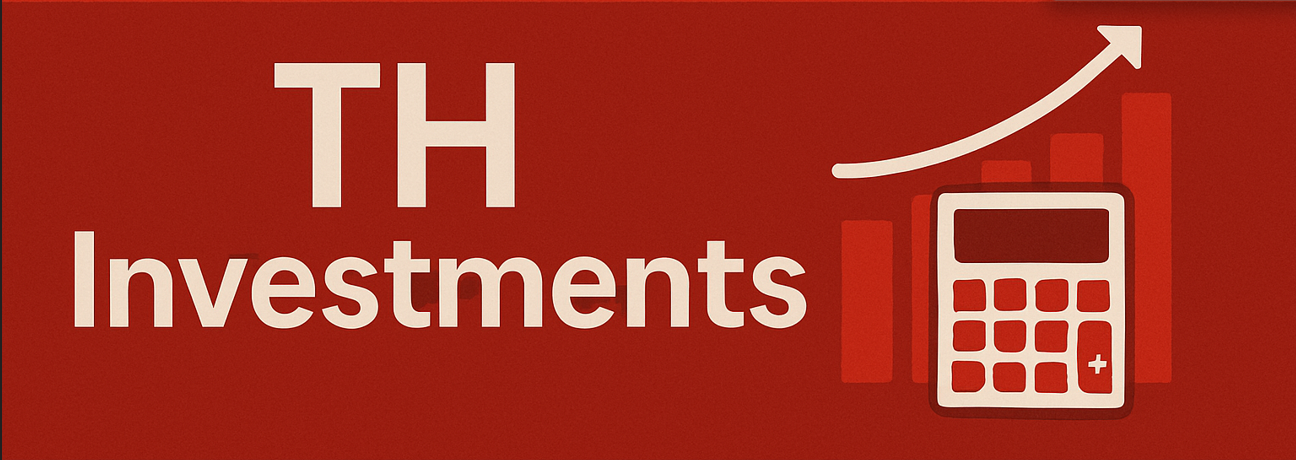 TH
Investments
+